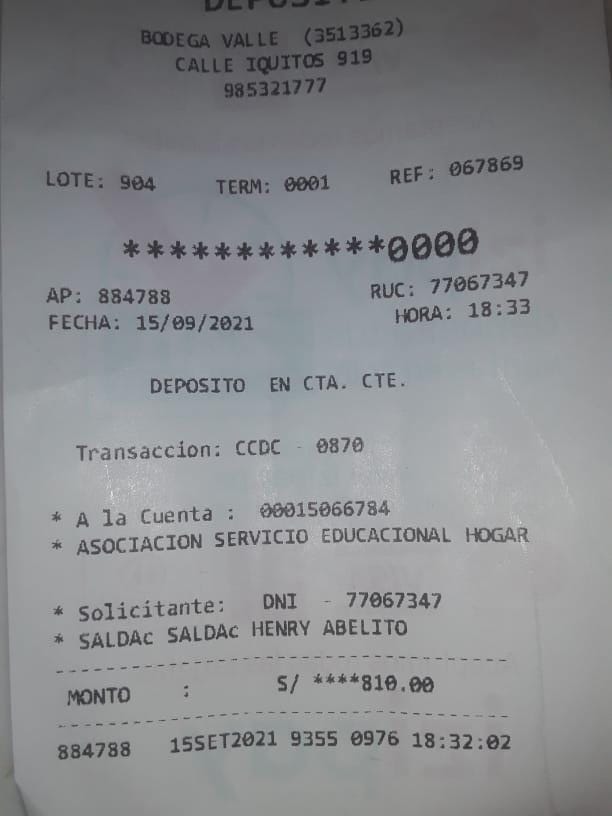 BODEGA VALLE (3513362)
CALLE IQUITOS 919
985321777
LOTE: 904 TERM: 0001 REF: 067869
************0000
AP: 884788 RUC: 77067347
FECHA: 15/09/2021 HORA: 18:33
DEPOSITO EN CTA. CTE.
Transaccion: CCDC - 0870
* A la Cuenta : 00015066784
* ASOCIACION SERVICIO EDUCACIONAL HOGAR
* Solicitante: DNI - 77067347
* SALDAc SALDAc HENRY ABELITO
MONTO : S/ ****810.00
884788 15SET2021 9355 0976 18:32:02